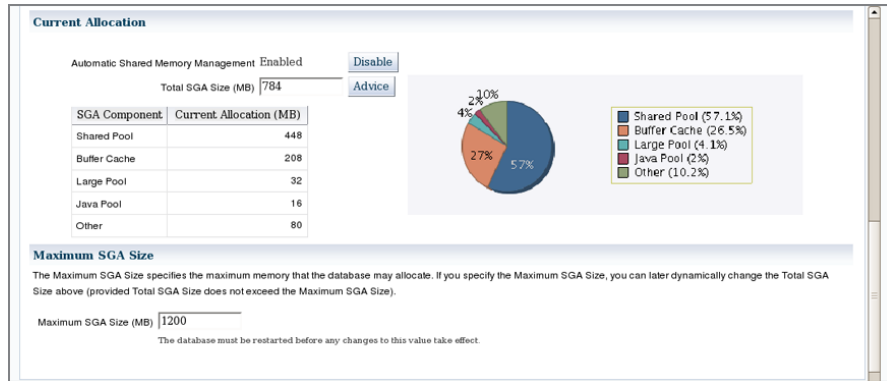 Current Allocation
Automatic Shared Memory Management Enabled Disable
Total SGA Size (MB) 784 Advice
SGA Component Current Allocation (MB)
Shared Pool 448
Buffer Cache 208
Large Pool 32
Java Pool 16
Other 80
10%
2%
4%
27%
57%
Shared Pool (57.1%)
Buffer Cache (26.5%)
Large Pool (4.1%)
Java Pool (2%)
Other (10.2%)
Maximum SGA Size
The Maximum SGA Size specifies the maximum memory that the database may allocate. If you specify the Maximum SGA Size, you can later dynamically change the Total SGA
Size above (provided Total SGA Size does not exceed the Maximum SGA Size).
Maximum SGA Size (MB) 1200
The database must be restarted before any changes to this value take effect.